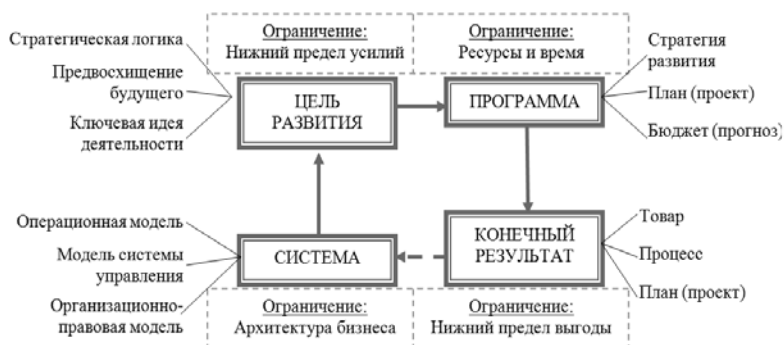 Ограничение:
Нижний предел усилий
Ограничение:
Ресурсы и время
Стратегическая логика
Предвосхищение
будущего
Ключевая идея
деятельности
ЦЕЛЬ
РАЗВИТИЯ
ПРОГРАММА
Стратегия
развития
План (проект)
Бюджет (прогноз)
Операционная модель
Модель системы
управления
Организационно-
правовая модель
СИСТЕМА
КОНЕЧНЫЙ
РЕЗУЛЬТАТ
Товар
Процесс
План (проект)
Ограничение:
Архитектура бизнеса
Ограничение:
Нижний предел выгоды